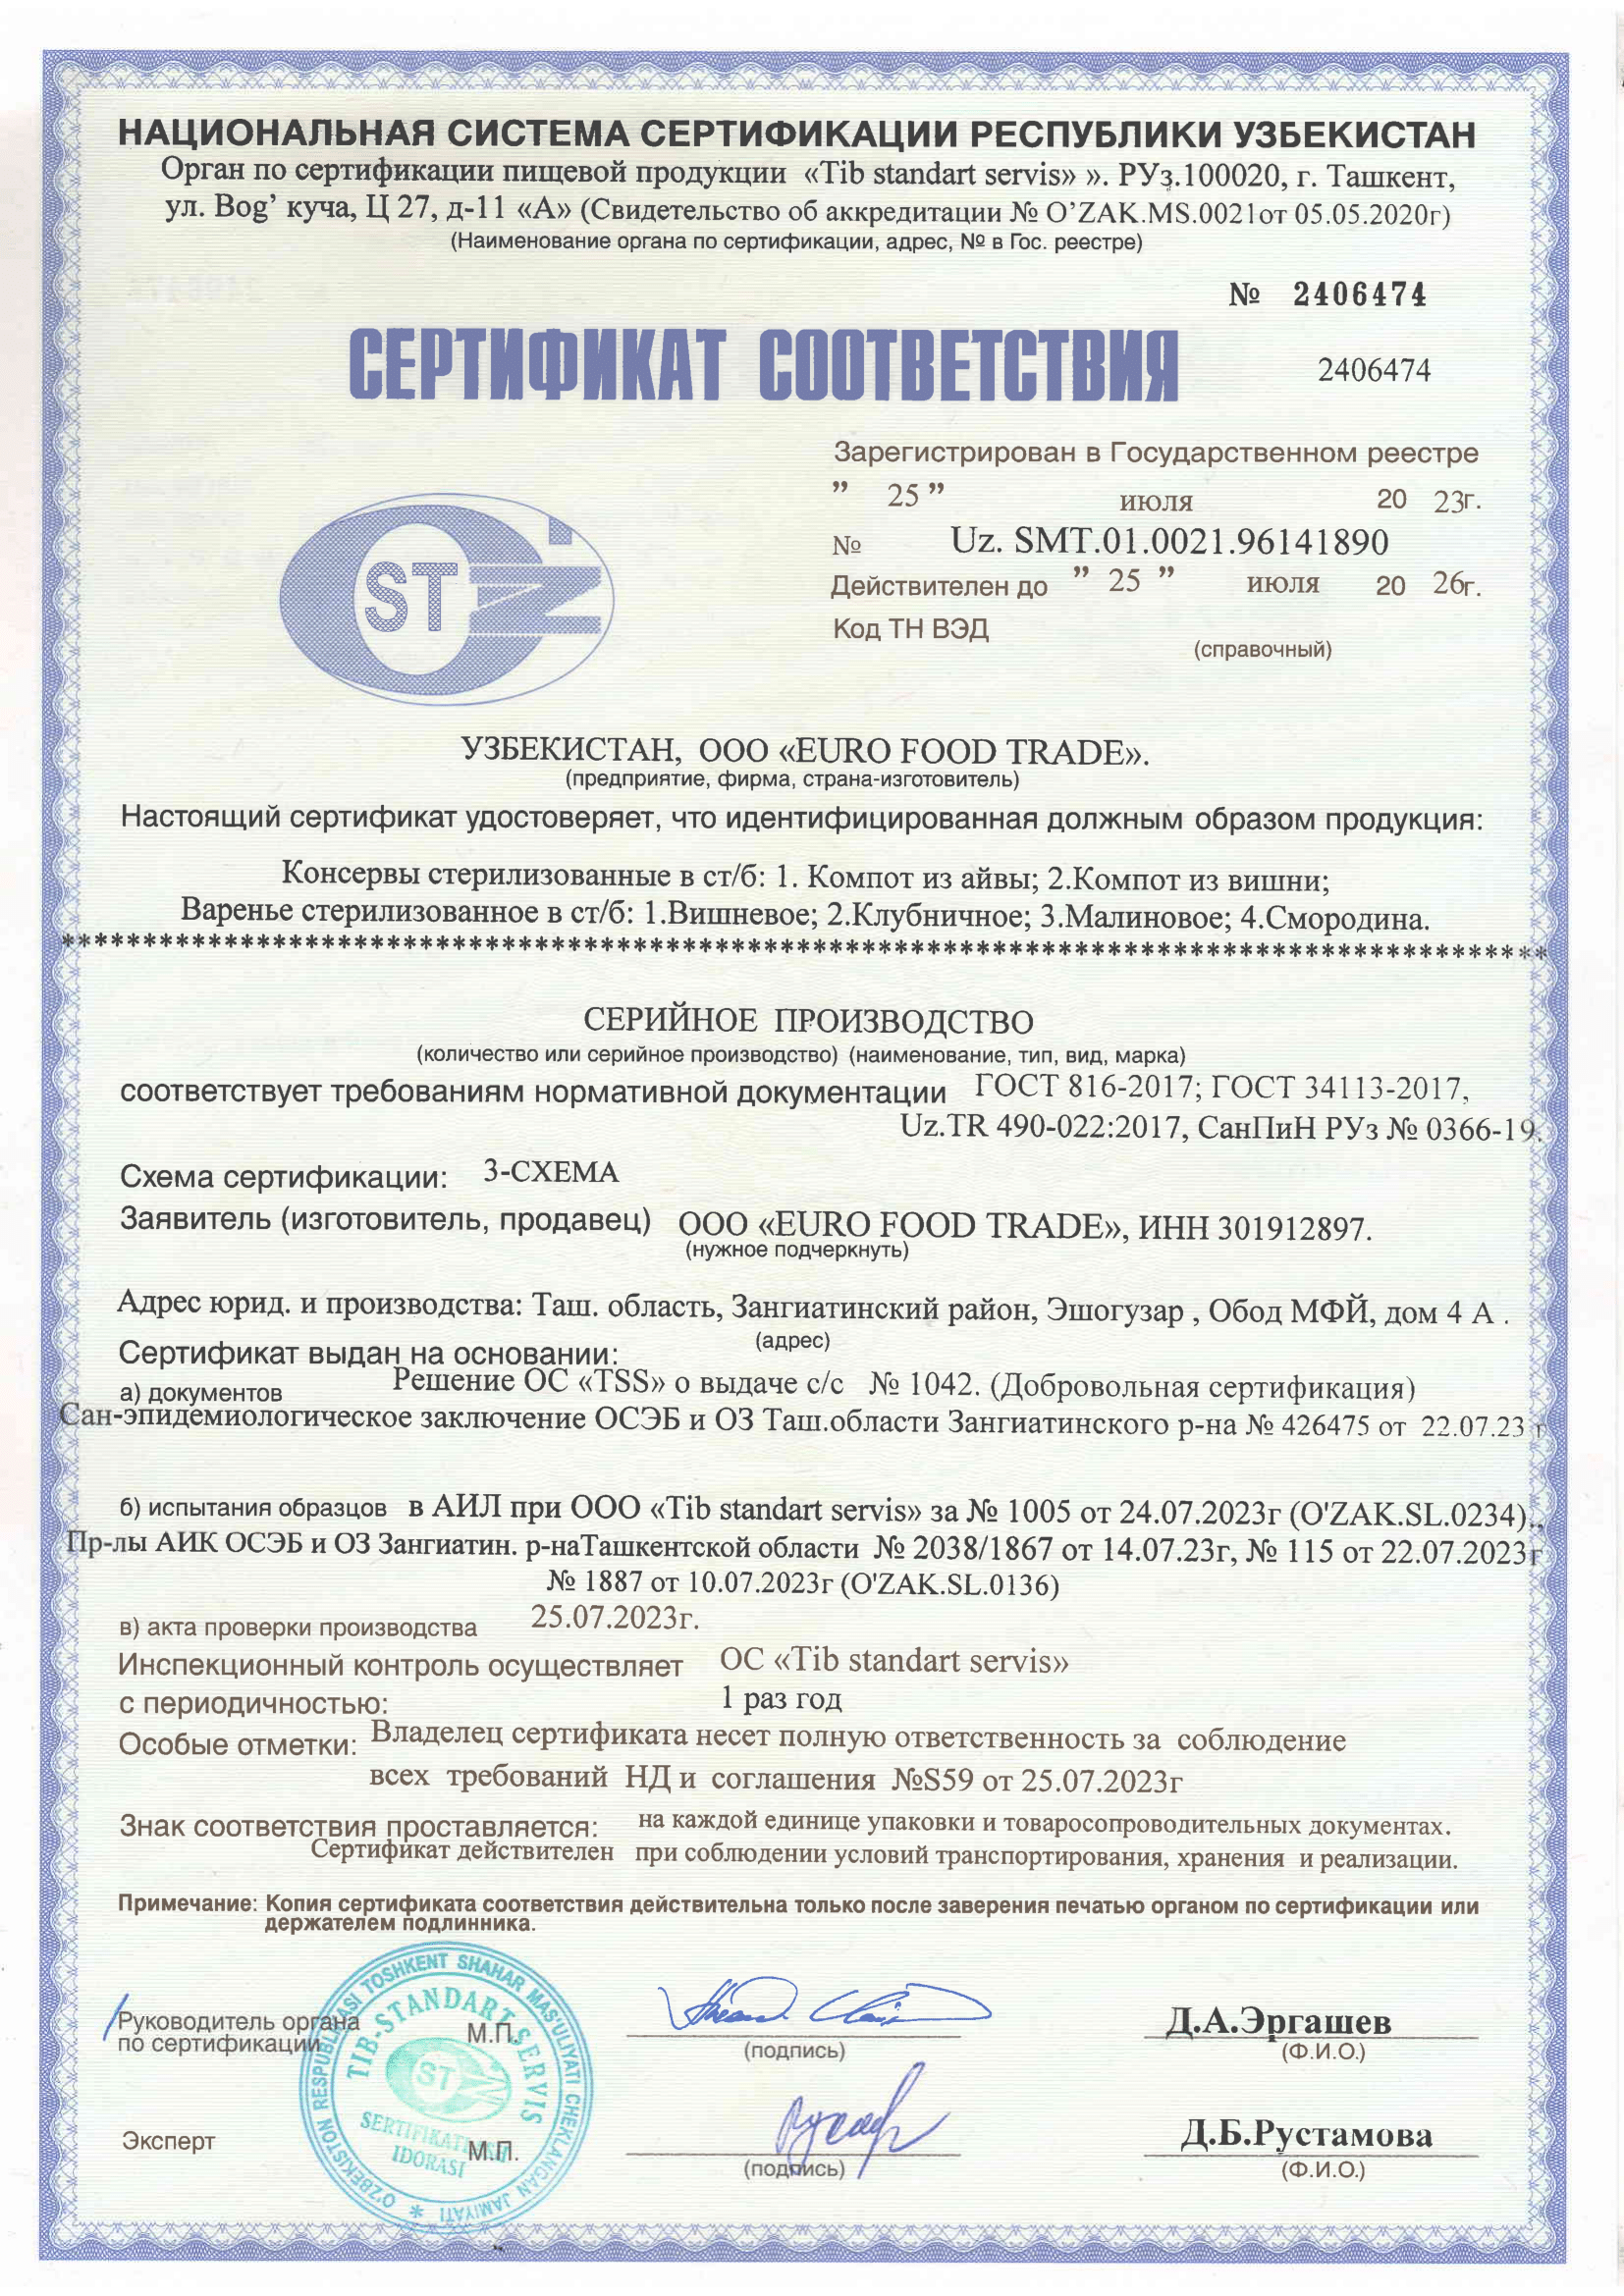 НАЦИОНАЛЬНАЯ СИСТЕМА СЕРТИФИКАЦИИ РЕСПУБЛИКИ УЗБЕКИСТАН
Орган по сертификации пищевой продукции «Tib standart servis» ». РУз.100020, г. Ташкент,
ул. Bog’ куча, Ц 27, д-11 «А» (Свидетельство об аккредитации № O’ZAK.MS.0021от 05.05.2020г)
(Наименование органа по сертификации, адрес, № в Гос. реестре)
№ 2406474
СЕРТИФИКАТ СООТВЕТСТВИЯ
2406474
Зарегистрирован в Государственном реестре
” 25 ” июля 20 23г.
№ Uz. SMT.01.0021.96141890
ST
Действителен до ” 25 ” июля 20 26г.
Код ТН ВЭД
(справочный)
УЗБЕКИСТАН, ООО «EURO FOOD TRADE».
(предприятие, фирма, страна-изготовитель)
Настоящий сертификат удостоверяет, что идентифицированная должным образом продукция:
Консервы стерилизованные в ст/б: 1. Компот из айвы; 2.Компот из вишни;
Варенье стерилизованное в ст/б: 1.Вишневое; 2.Клубничное; 3.Малиновое; 4.Смородина.
СЕРИЙНОЕ ПРОИЗВОДСТВО
(количество или серийное производство) (наименование, тип, вид, марка)
соответствует требованиям нормативной документации ГОСТ 816-2017; ГОСТ 34113-2017,
Uz.TR 490-022:2017, СанПиН РУз № 0366-19.
Схема сертификации: 3-СХЕМА
Заявитель (изготовитель, продавец) ООО «EURO FOOD TRADE», ИНН 301912897.
(нужное подчеркнуть)
Адрес юрид. и производства: Таш. область, Зангиатинский район, Эшогузар , Обод МФЙ, дом 4 А .
(адрес)
Сертификат выдан на основании:
а) документов Решение ОС «TSS» о выдаче с/с № 1042. (Добровольная сертификация)
Сан-эпидемиологическое заключение ОСЭБ и ОЗ Таш.области Зангиатинского р-на № 426475 от 22.07.23 г
б) испытания образцов в АИЛ при ООО «Tib standart servis» за № 1005 от 24.07.2023г (O'ZAK.SL.0234).,
Пр-лы АИК ОСЭБ и ОЗ Зангиатин. р-наТашкентской области № 2038/1867 от 14.07.23г, № 115 от 22.07.2023г
№ 1887 от 10.07.2023г (O'ZAK.SL.0136)
в) акта проверки производства 25.07.2023г.
Инспекционный контроль осуществляет ОС «Tib standart servis»
с периодичностью: 1 раз год
Особые отметки: Владелец сертификата несет полную ответственность за соблюдение
всех требований НД и соглашения №S59 от 25.07.2023г
Знак соответствия проставляется: на каждой единице упаковки и товаросопроводительных документах.
Сертификат действителен при соблюдении условий транспортирования, хранения и реализации.
Примечание: Копия сертификата соответствия действительна только после заверения печатью органом по сертификации или
держателем подлинника.
Руководитель органа
по сертификации
М.П.
(подпись)
Д.А.Эргашев
(Ф.И.О.)
O'ZBEKISTON RESPUBLIKASI TOSHKENT SHAHAR MAS'ULIYATI CHEKLANGAN JAMIYATI *
TIB-STANDART SERVIS
ST
IDORASI
Эксперт
М.П.
(подпись)
Д.Б.Рустамова
(Ф.И.О.)